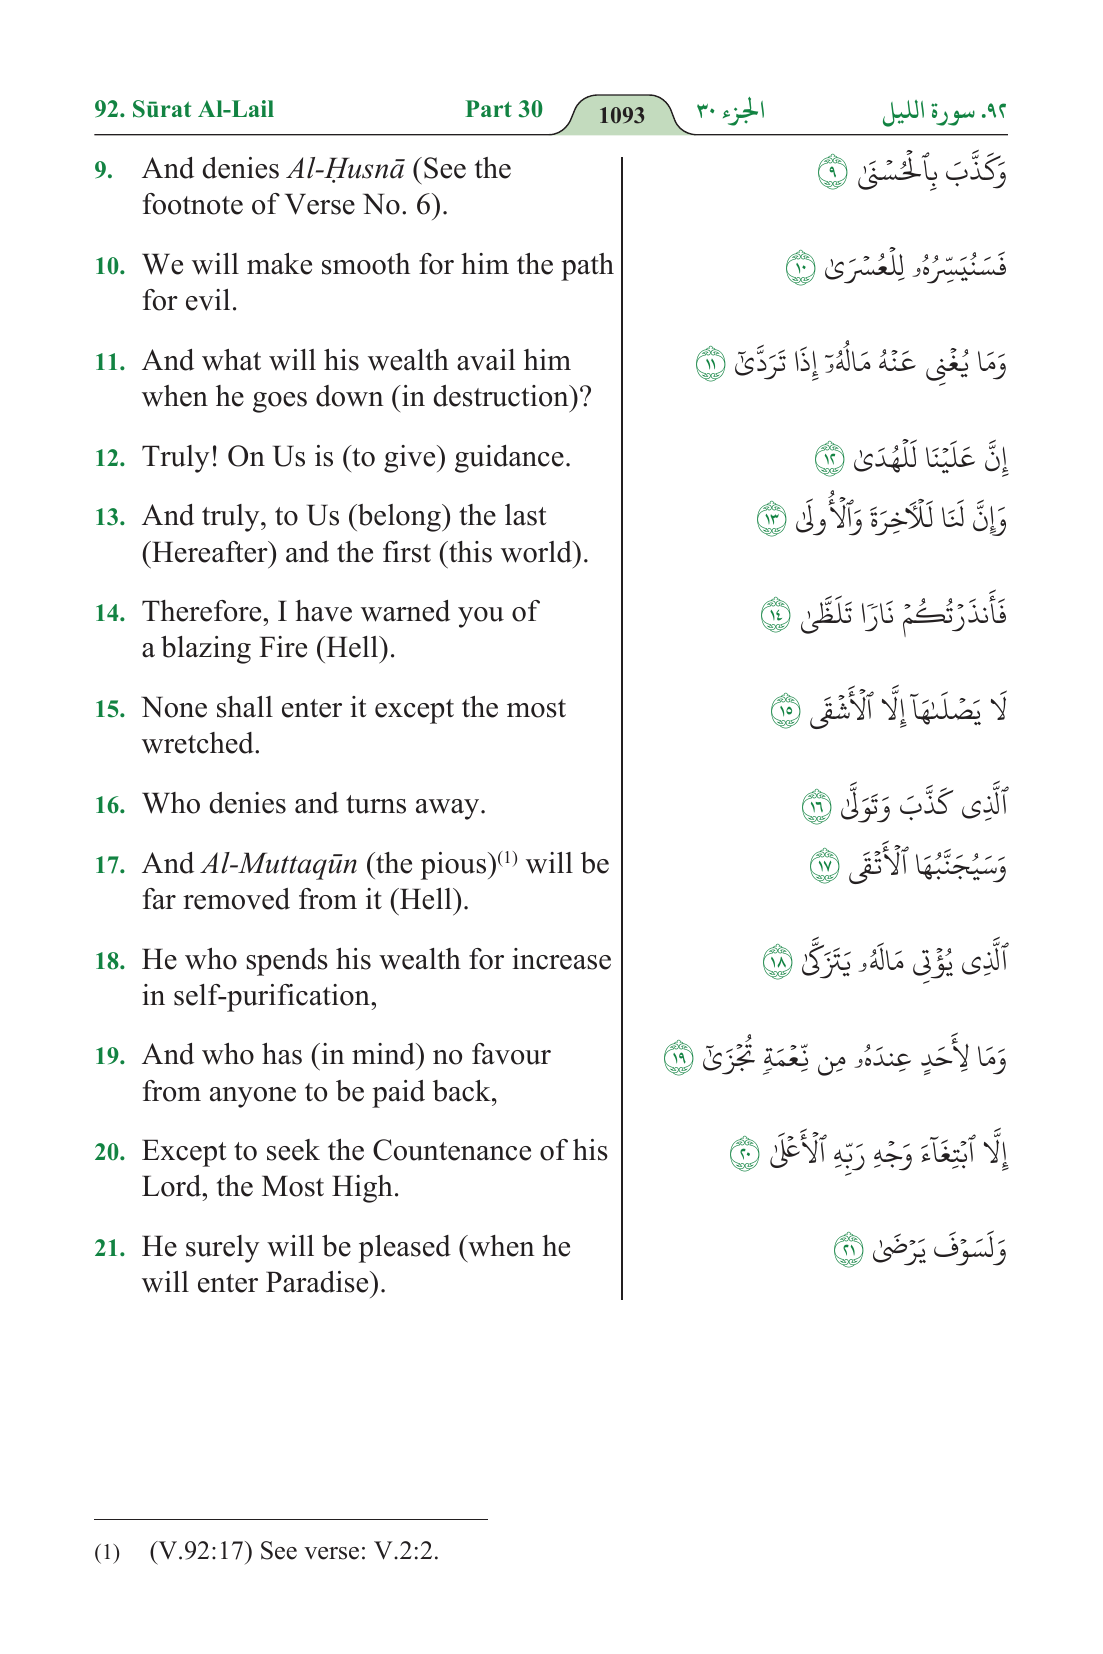 92. Sūrat Al-Lail Part 30 1093 الجزء ٣٠ ٩٢. سورة الليل
9. And denies Al-Ḥusnā (See the
footnote of Verse No. 6).
وَكَذَّبَ بِٱلْحُسْنَىٰ ٩
10. We will make smooth for him the path
for evil.
فَسَنُيَسِّرُهُۥ لِلْعُسْرَىٰ ١٠
11. And what will his wealth avail him
when he goes down (in destruction)?
وَمَا يُغْنِى عَنْهُ مَالُهُۥٓ إِذَا تَرَدَّىٰٓ ١١
12. Truly! On Us is (to give) guidance.
إِنَّ عَلَيْنَا لَلْهُدَىٰ ١٢
13. And truly, to Us (belong) the last
(Hereafter) and the first (this world).
وَإِنَّ لَنَا لَلْءَاخِرَةَ وَٱلْأُولَىٰ ١٣
14. Therefore, I have warned you of
a blazing Fire (Hell).
فَأَنذَرْتُكُمْ نَارًا تَلَظَّىٰ ١٤
15. None shall enter it except the most
wretched.
لَا يَصْلَىٰهَآ إِلَّا ٱلْأَشْقَى ١٥
16. Who denies and turns away.
ٱلَّذِى كَذَّبَ وَتَوَلَّىٰ ١٦
17. And Al-Muttaqūn (the pious)(1) will be
far removed from it (Hell).
وَسَيُجَنَّبُهَا ٱلْأَتْقَى ١٧
18. He who spends his wealth for increase
in self-purification,
ٱلَّذِى يُؤْتِى مَالَهُۥ يَتَزَكَّىٰ ١٨
19. And who has (in mind) no favour
from anyone to be paid back,
وَمَا لِأَحَدٍ عِندَهُۥ مِن نِّعْمَةٍ تُجْزَىٰٓ ١٩
20. Except to seek the Countenance of his
Lord, the Most High.
إِلَّا ٱبْتِغَآءَ وَجْهِ رَبِّهِ ٱلْأَعْلَىٰ ٢٠
21. He surely will be pleased (when he
will enter Paradise).
وَلَسَوْفَ يَرْضَىٰ ٢١
(1) (V.92:17) See verse: V.2:2.